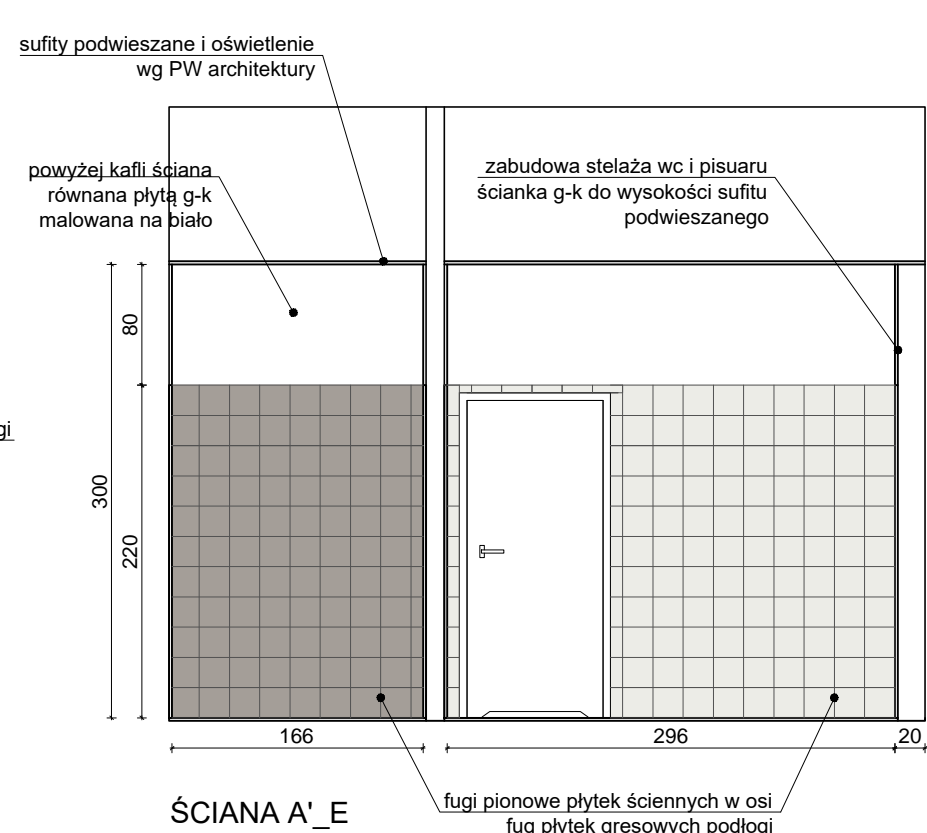 sufity podwieszane i oświetlenie
wg PW architektury
powyżej kafli ściana
równana płytą g-k
malowana na biało
zabudowa stelaża wc i pisuaru
ścianka g-k do wysokości sufitu
podwieszanego
80
gi
300
220
166
296
20
ŚCIANA A'_E
fugi pionowe płytek ściennych w osi
fug płytek gresowych podłogi